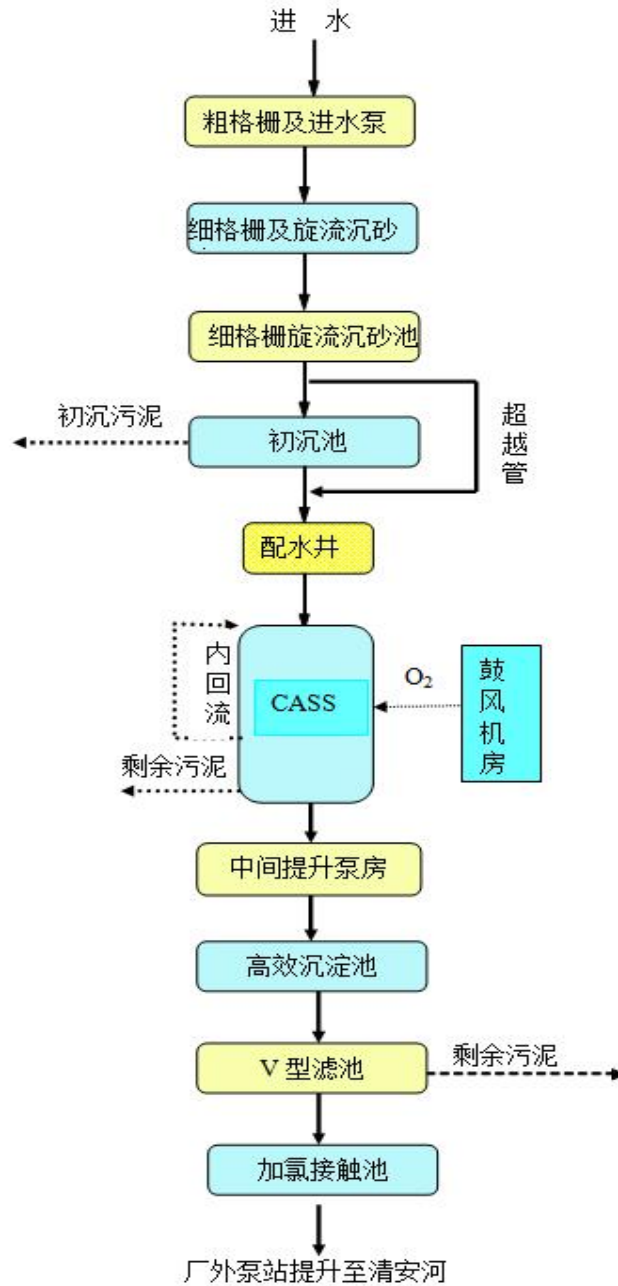 进 水
粗格栅及进水泵
细格栅及旋流沉砂
细格栅旋流沉砂池
初沉污泥
初沉池
超越管
配水井
内回流
CASS
O₂
鼓风机房
剩余污泥
中间提升泵房
高效沉淀池
V 型滤池
剩余污泥
加氯接触池
厂外泵站提升至清安河